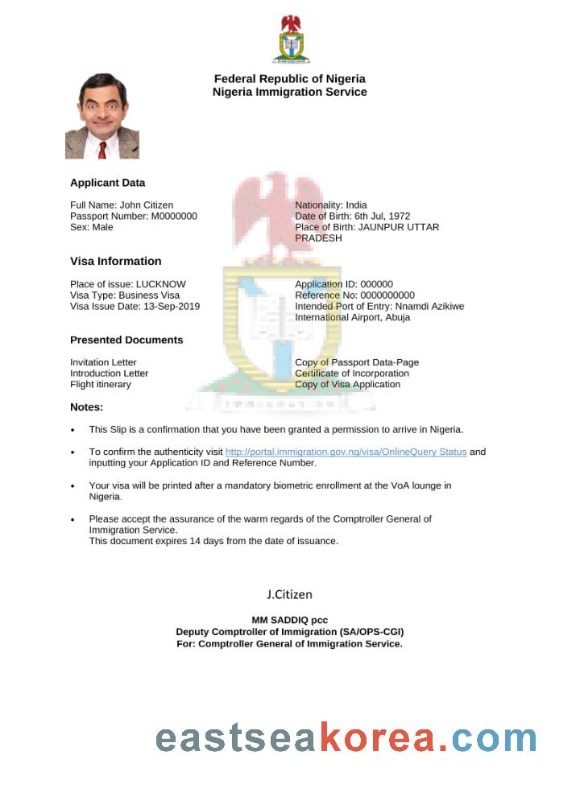 Federal Republic of Nigeria
Nigeria Immigration Service
Applicant Data
Full Name: John Citizen
Passport Number: M0000000
Sex: Male
Nationality: India
Date of Birth: 6th Jul, 1972
Place of Birth: JAUNPUR UTTAR
PRADESH
Visa Information
Place of issue: LUCKNOW
Visa Type: Business Visa
Visa Issue Date: 13-Sep-2019
Application ID: 000000
Reference No: 0000000000
Intended Port of Entry: Nnamdi Azikiwe
International Airport, Abuja
Presented Documents
Invitation Letter
Introduction Letter
Flight itinerary
Copy of Passport Data-Page
Certificate of Incorporation
Copy of Visa Application
Notes:
• This Slip is a confirmation that you have been granted a permission to arrive in Nigeria.
• To confirm the authenticity visit http://portal.immigration.gov.ng/visa/OnlineQuery Status and
inputting your Application ID and Reference Number.
• Your visa will be printed after a mandatory biometric enrollment at the VoA lounge in
Nigeria.
• Please accept the assurance of the warm regards of the Comptroller General of
Immigration Service.
This document expires 14 days from the date of issuance.
J.Citizen
MM SADDIQ pcc
Deputy Comptroller of Immigration (SA/OPS-CGI)
For: Comptroller General of Immigration Service.
eastseakorea.com